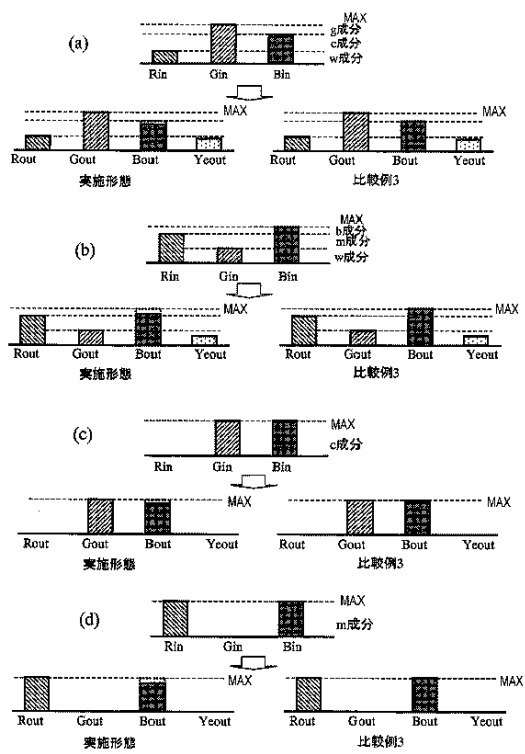 (a)
MAX
g成分
c成分
w成分
Rin Gin Bin
MAX
Rout Gout Bout Yeout
実施形態
Rout Gout Bout Yeout
比較例3
(b)
MAX
b成分
m成分
w成分
Rin Gin Bin
MAX
Rout Gout Bout Yeout
実施形態
MAX
Rout Gout Bout Yeout
比較例3
(c)
MAX
c成分
Rin Gin Bin
MAX
Rout Gout Bout Yeout
実施形態
MAX
Rout Gout Bout Yeout
比較例3
(d)
MAX
m成分
Rin Gin Bin
MAX
Rout Gout Bout Yeout
実施形態
MAX
Rout Gout Bout Yeout
比較例3